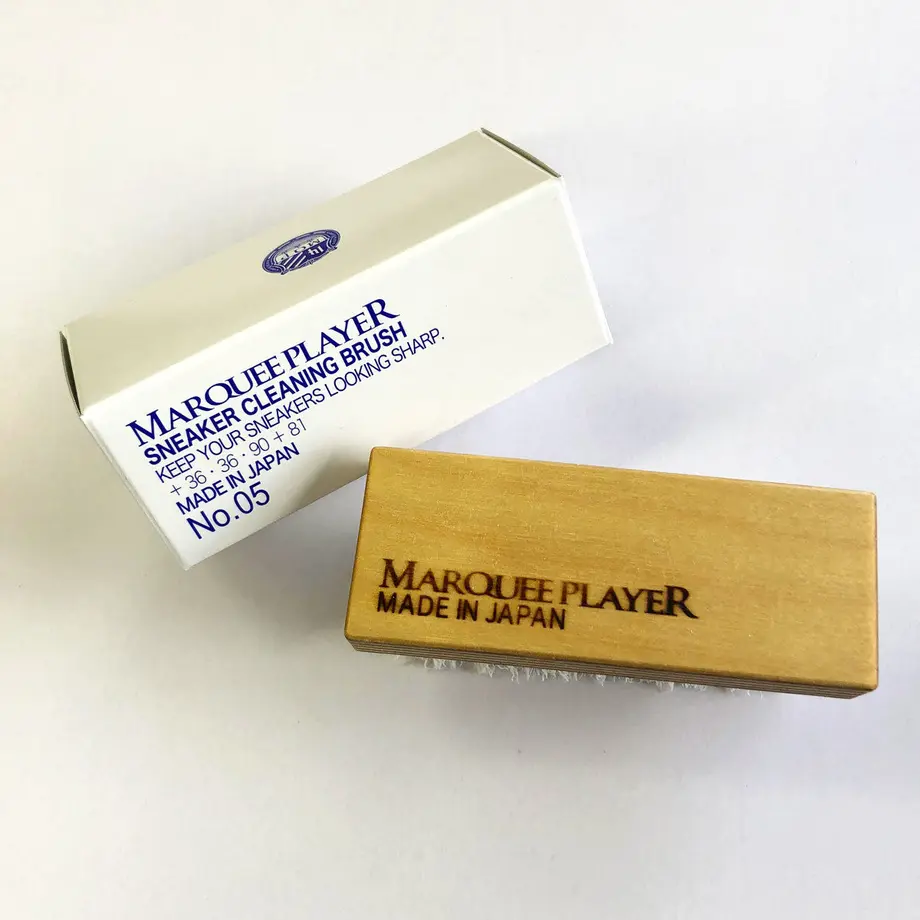 MARQUEE PLAYER
SNEAKER CLEANING BRUSH
KEEP YOUR SNEAKERS LOOKING SHARP.
+ 36 · 36 · 90 + 81
MADE IN JAPAN
No.05
MARQUEE PLAYER
MADE IN JAPAN